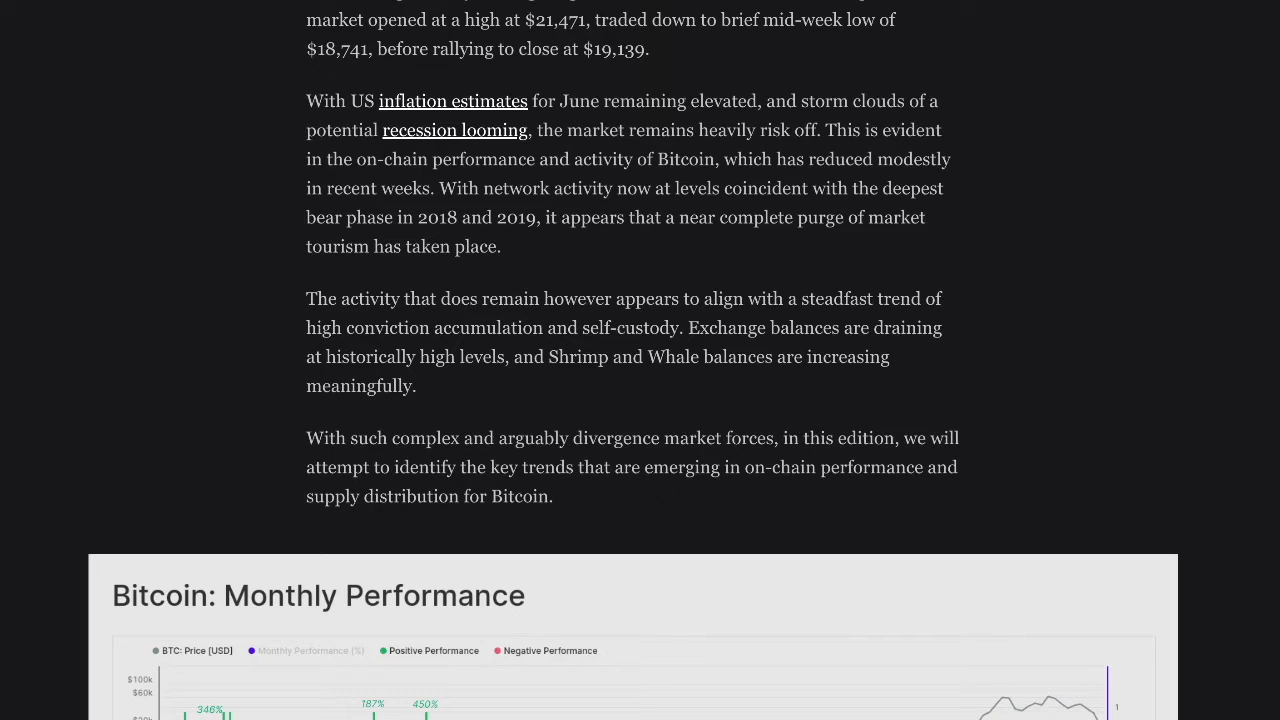 market opened at a high at $21,471, traded down to brief mid-week low of
$18,741, before rallying to close at $19,139.
With US inflation estimates for June remaining elevated, and storm clouds of a
potential recession looming, the market remains heavily risk off. This is evident
in the on-chain performance and activity of Bitcoin, which has reduced modestly
in recent weeks. With network activity now at levels coincident with the deepest
bear phase in 2018 and 2019, it appears that a near complete purge of market
tourism has taken place.
The activity that does remain however appears to align with a steadfast trend of
high conviction accumulation and self-custody. Exchange balances are draining
at historically high levels, and Shrimp and Whale balances are increasing
meaningfully.
With such complex and arguably divergence market forces, in this edition, we will
attempt to identify the key trends that are emerging in on-chain performance and
supply distribution for Bitcoin.
Bitcoin: Monthly Performance
BTC: Price [USD] Monthly Performance [%] Positive Performance Negative Performance
$100k
$60k
346% 187% 450%
1